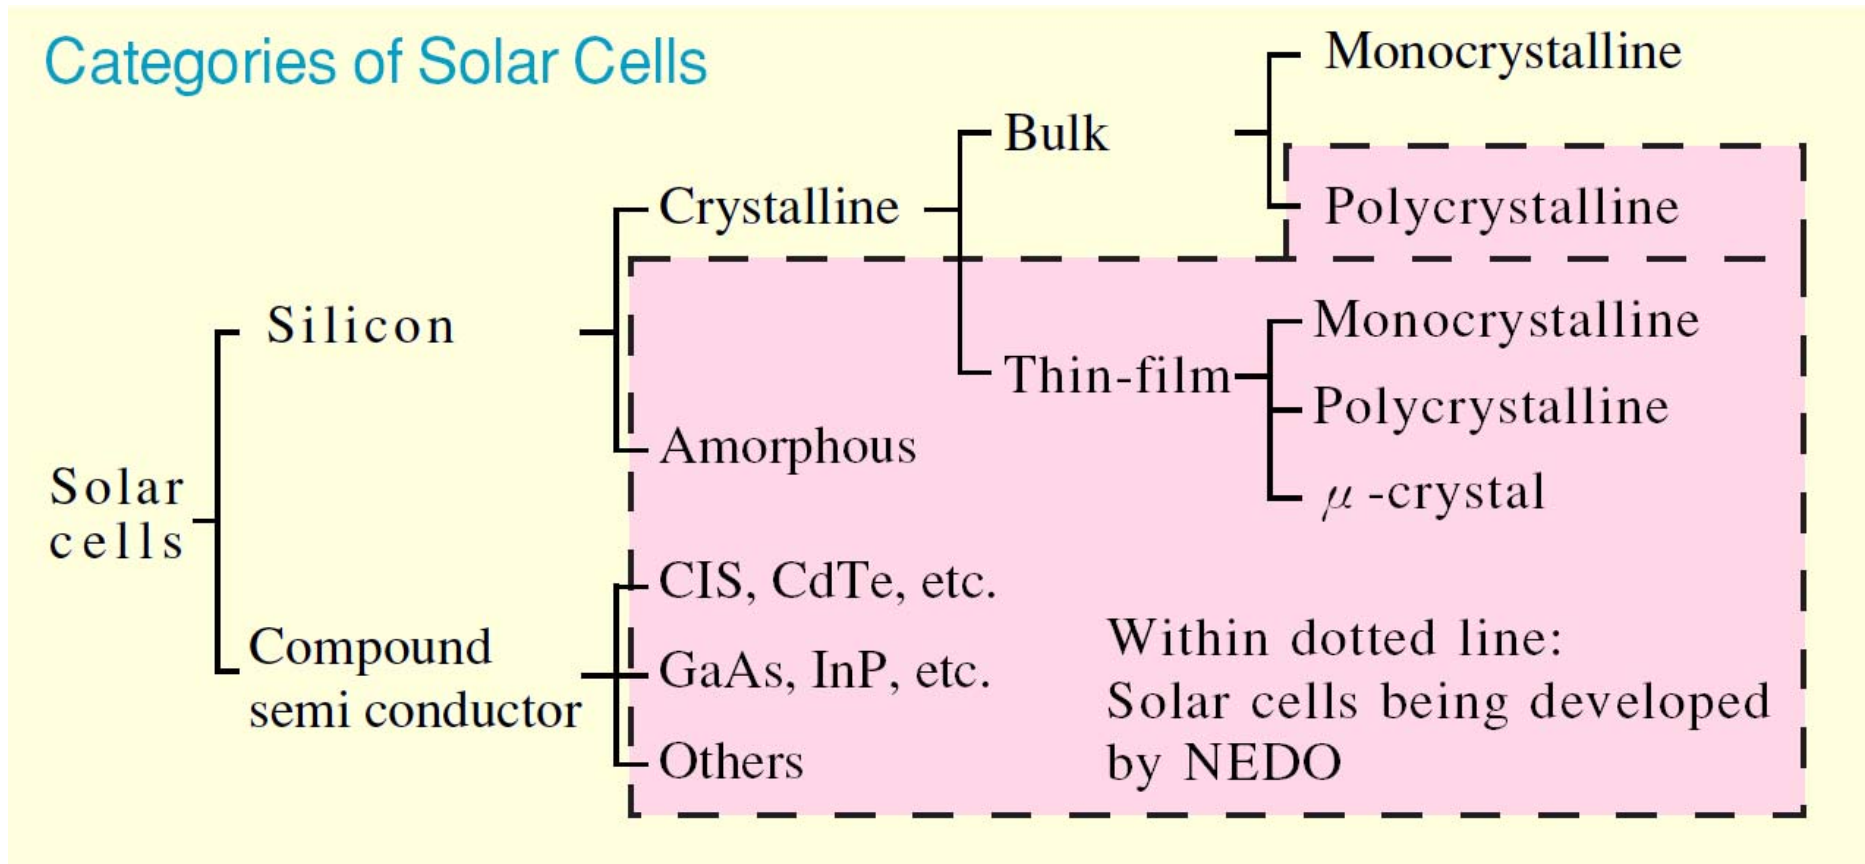 Categories of Solar Cells
Monocrystalline
Bulk
Polycrystalline
Crystalline
Silicon
Monocrystalline
Thin-film
Polycrystalline
Amorphous
μ-crystal
Solar
cells
CIS, CdTe, etc.
Compound
semi conductor
GaAs, InP, etc.
Others
Within dotted line:
Solar cells being developed
by NEDO